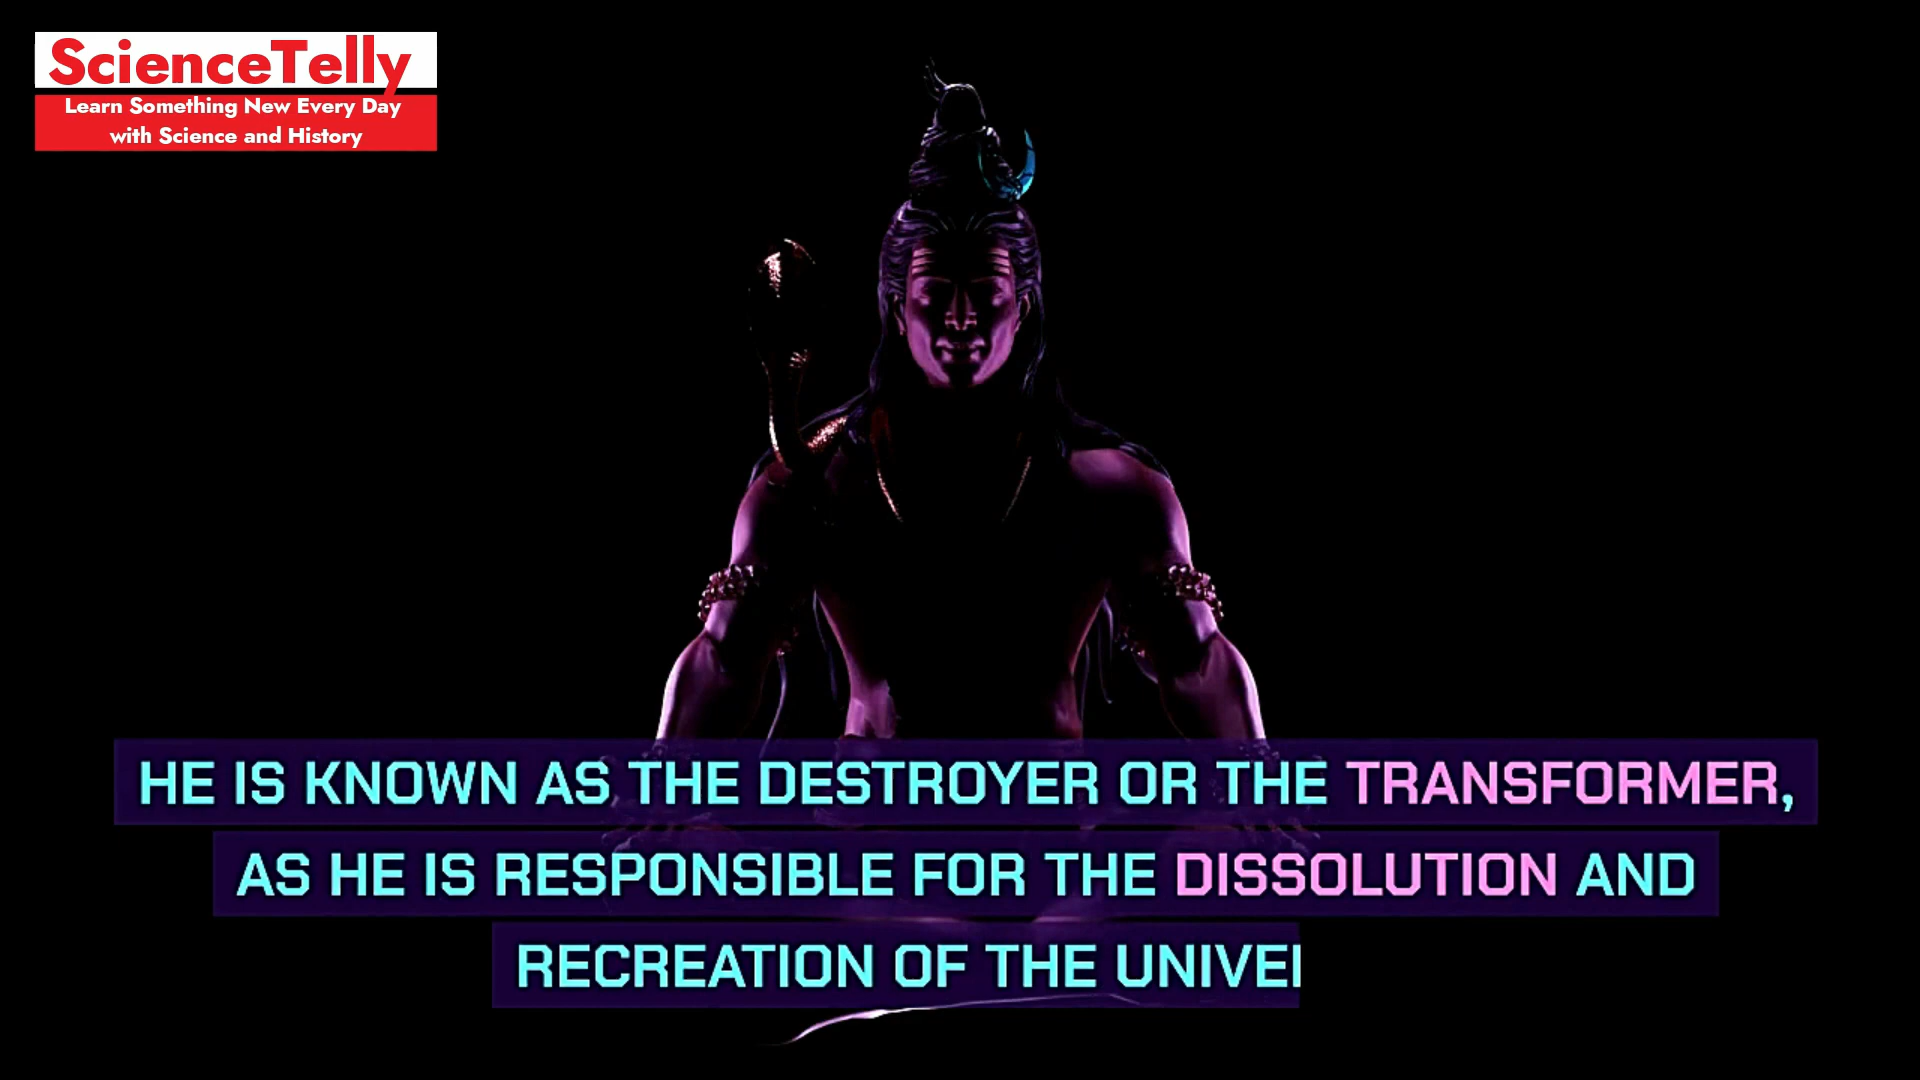 ScienceTelly
Learn Something New Every Day
with Science and History
HE IS KNOWN AS THE DESTROYER OR THE TRANSFORMER,
AS HE IS RESPONSIBLE FOR THE DISSOLUTION AND
RECREATION OF THE UNIVE